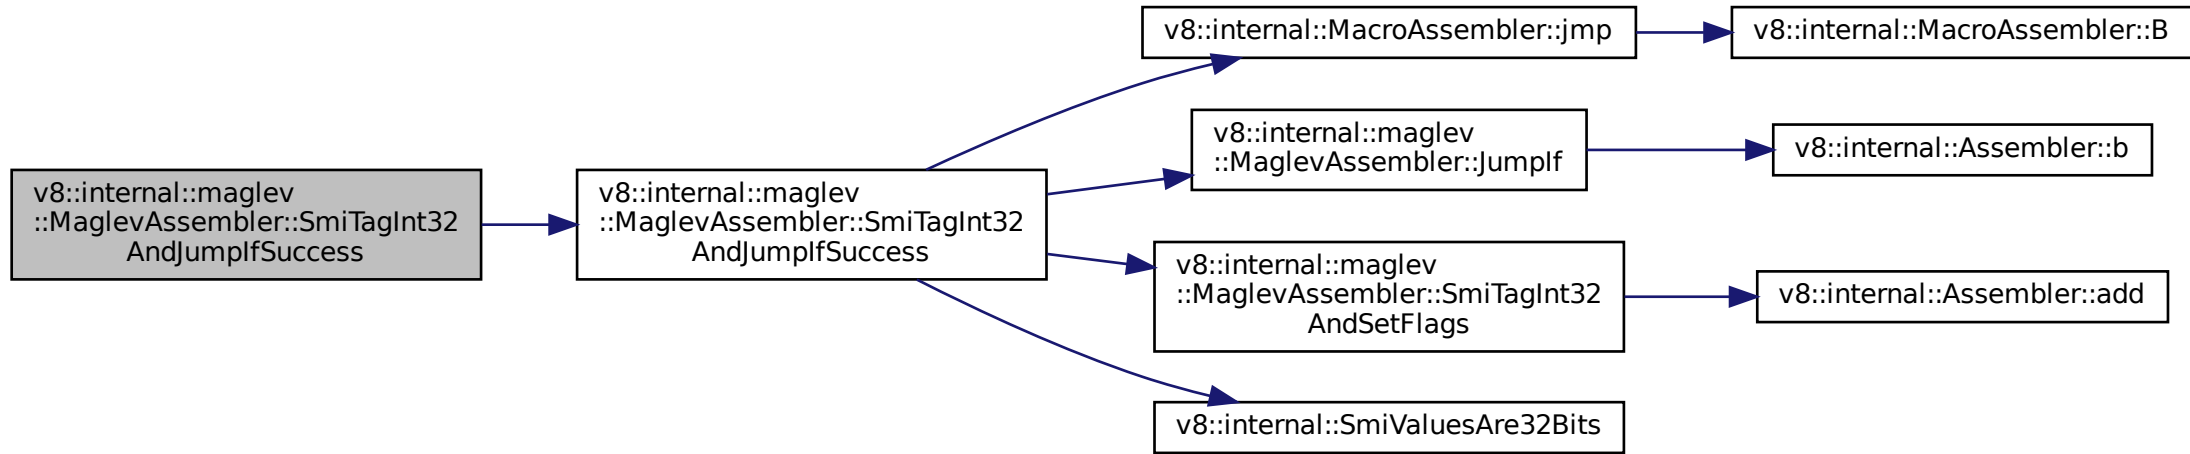 v8::internal::maglev
::MaglevAssembler::SmiTagInt32
AndJumpIfSuccess
v8::internal::maglev
::MaglevAssembler::SmiTagInt32
AndJumpIfSuccess
v8::internal::MacroAssembler::jmp
v8::internal::MacroAssembler::B
v8::internal::maglev
::MaglevAssembler::JumpIf
v8::internal::Assembler::b
v8::internal::maglev
::MaglevAssembler::SmiTagInt32
AndSetFlags
v8::internal::Assembler::add
v8::internal::SmiValuesAre32Bits